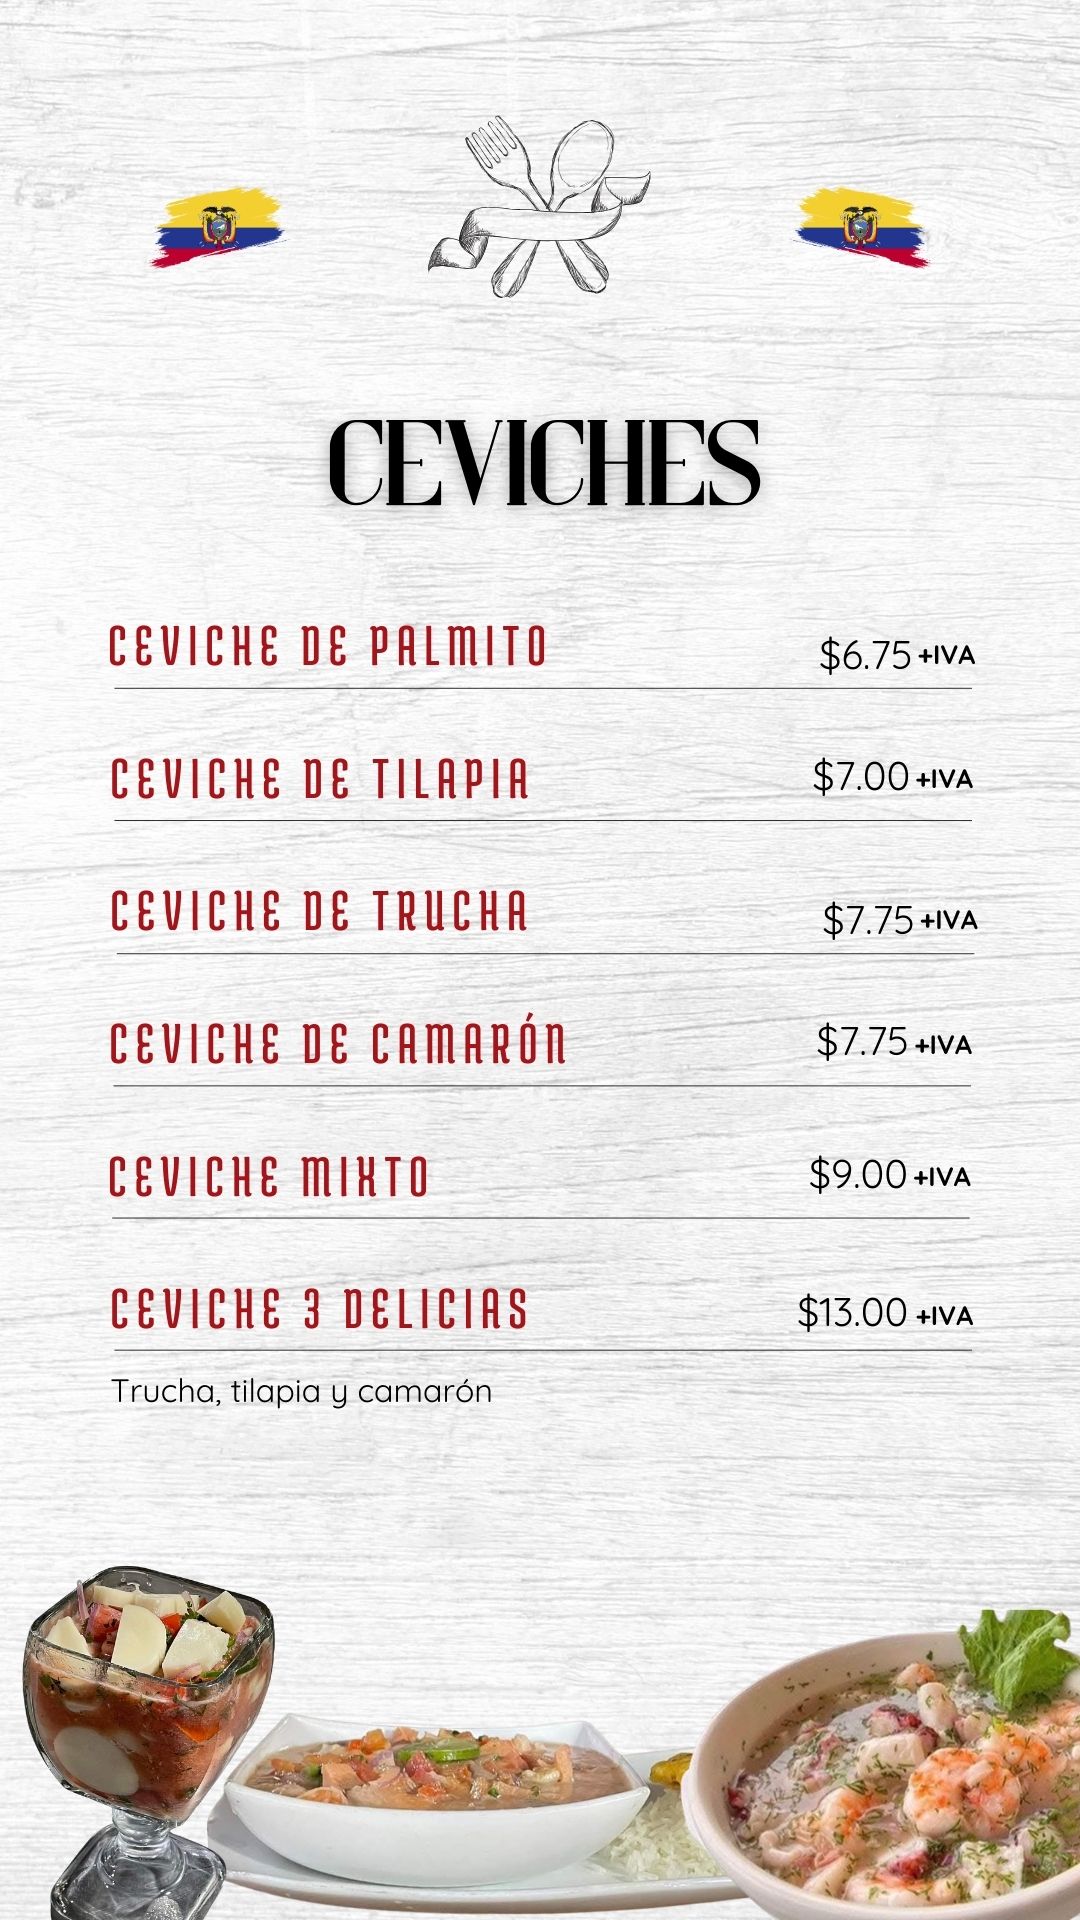 CEVICHES
CEVICHE DE PALMITO $6.75 +IVA
CEVICHE DE TILAPIA $7.00 +IVA
CEVICHE DE TRUCHA $7.75 +IVA
CEVICHE DE CAMARÓN $7.75 +IVA
CEVICHE MIXTO $9.00 +IVA
CEVICHE 3 DELICIAS $13.00 +IVA
Trucha, tilapia y camarón